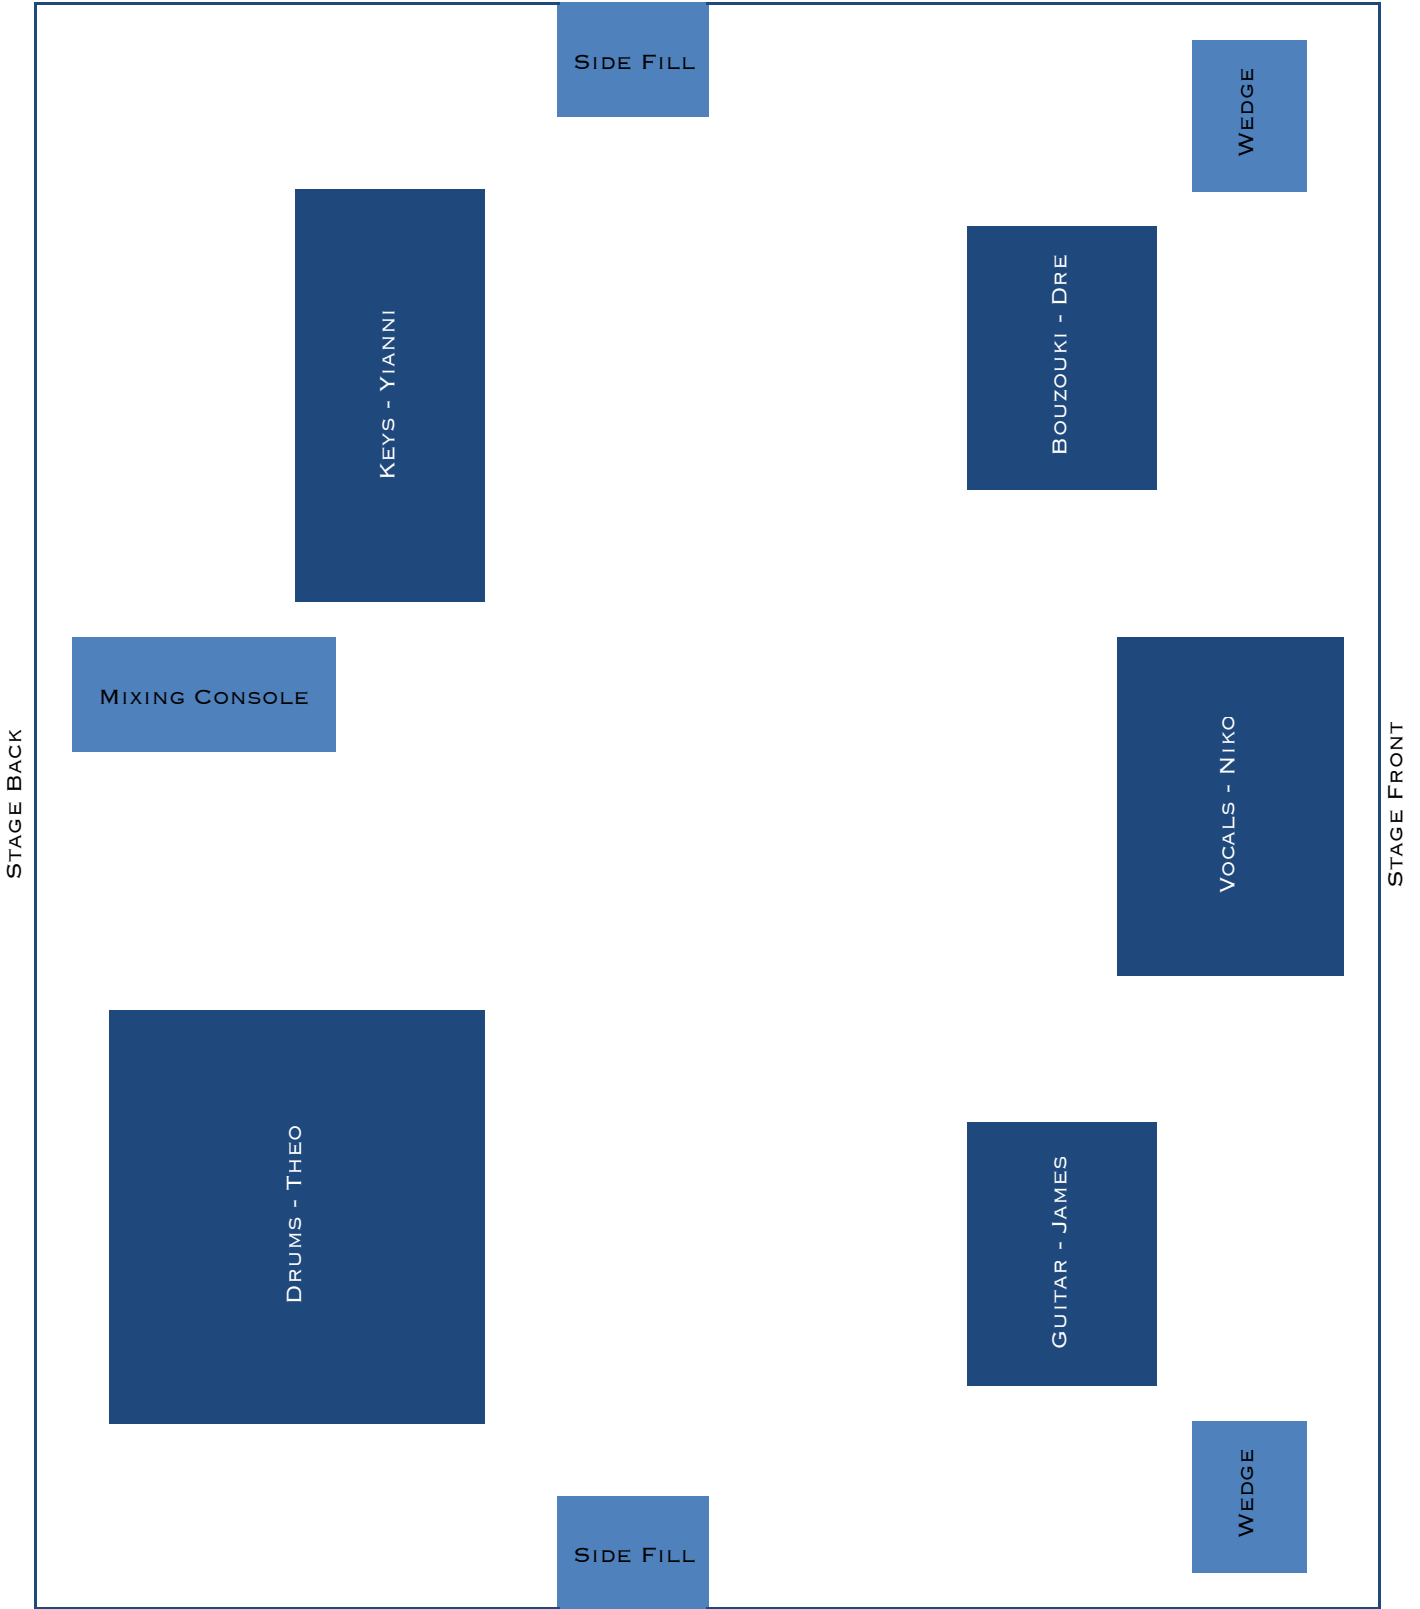 Side Fill
Wedge
Keys - Yianni
Bouzouki - Dre
Mixing Console
Stage Back
Vocals - Niko
Stage Front
Drums - Theo
Guitar - James
Wedge
Side Fill